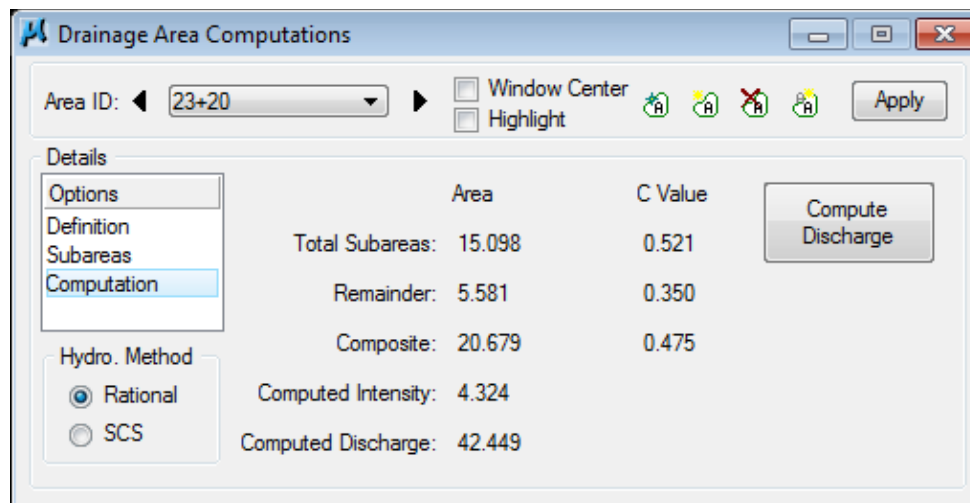 Drainage Area Computations
Area ID: 23+20
Window Center
Highlight
Apply
Details
Options
Definition
Subareas
Computation
Hydro. Method
Rational
SCS
Area C Value
Total Subareas: 15.098 0.521
Remainder: 5.581 0.350
Composite: 20.679 0.475
Computed Intensity: 4.324
Computed Discharge: 42.449
Compute
Discharge